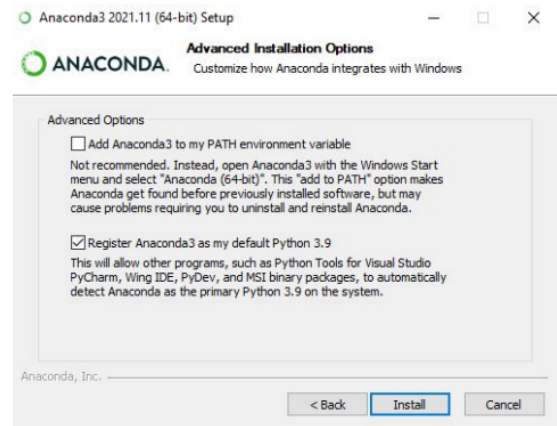 Anaconda3 2021.11 (64-bit) Setup
ANACONDA.
Advanced Installation Options
Customize how Anaconda integrates with Windows
Advanced Options
Add Anaconda3 to my PATH environment variable
Not recommended. Instead, open Anaconda3 with the Windows Start
menu and select "Anaconda (64-bit)". This "add to PATH" option makes
Anaconda get found before previously installed software, but may
cause problems requiring you to uninstall and reinstall Anaconda.
Register Anaconda3 as my default Python 3.9
This will allow other programs, such as Python Tools for Visual Studio
PyCharm, Wing IDE, PyDev, and MSI binary packages, to automatically
detect Anaconda as the primary Python 3.9 on the system.
Anaconda, Inc.
< Back
Install
Cancel